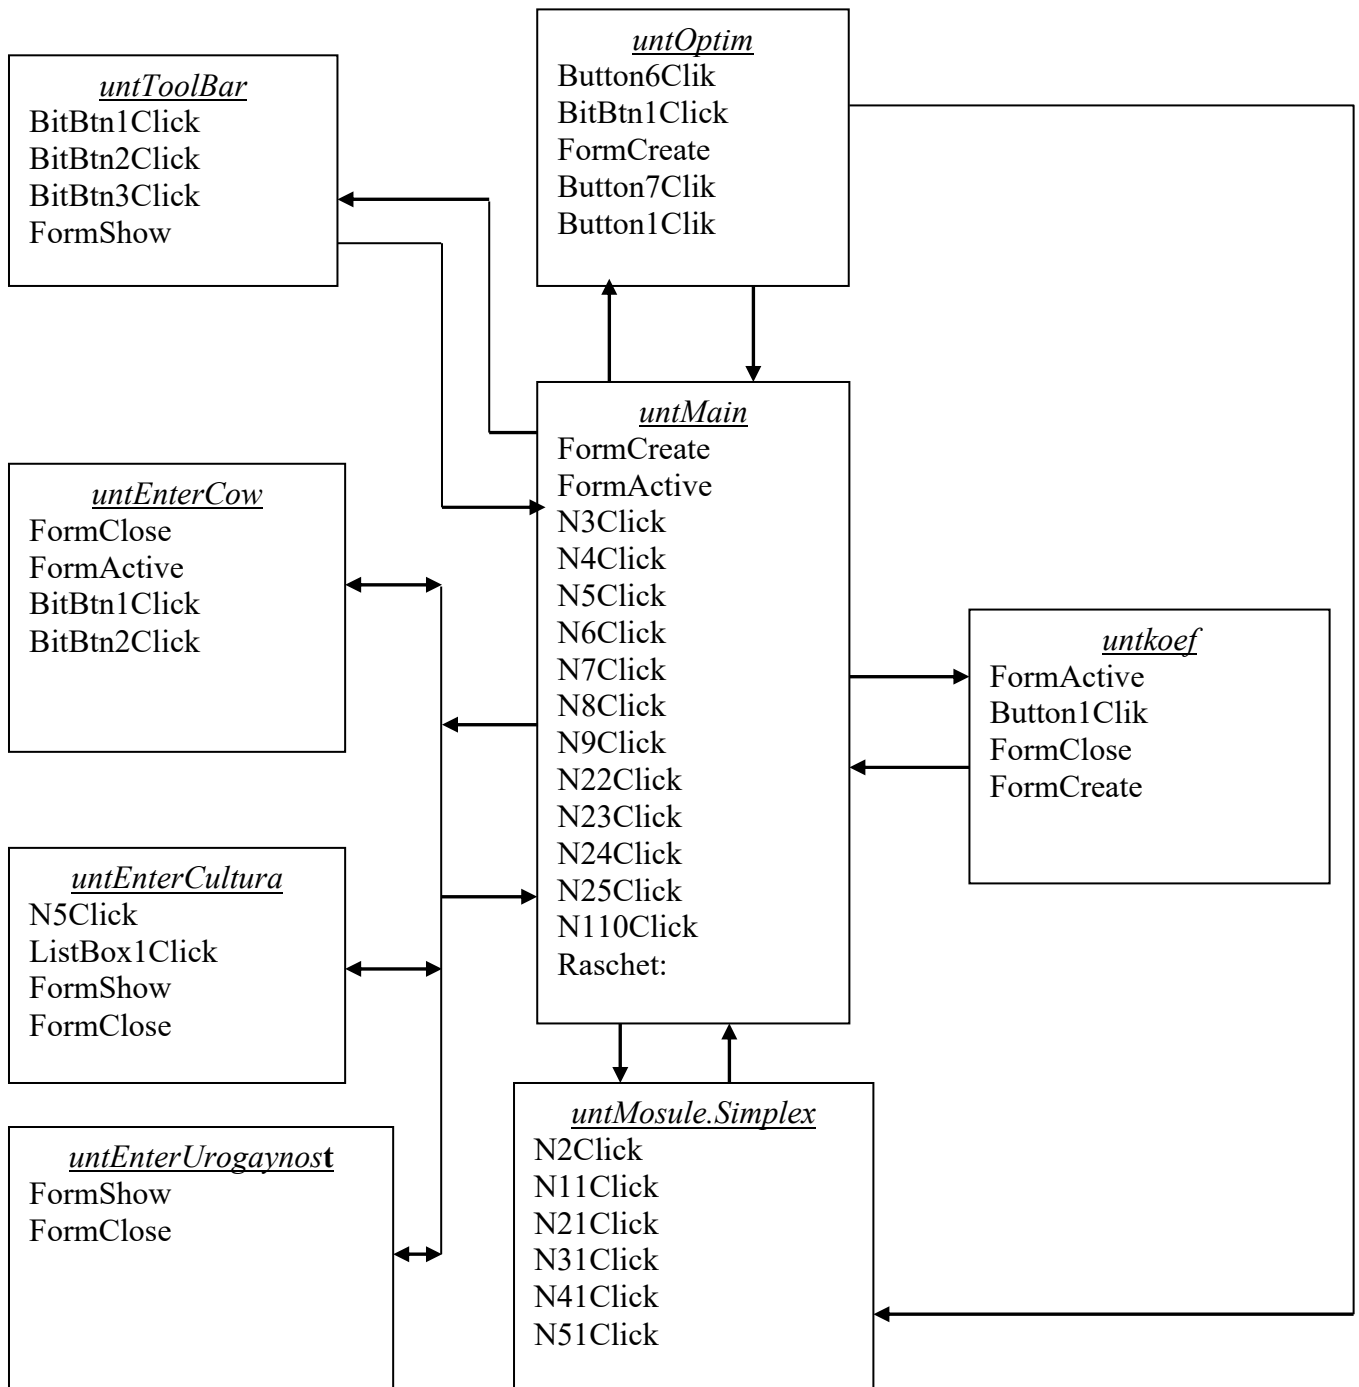 untOptim
Button6Clik
BitBtn1Click
FormCreate
Button7Clik
Button1Clik
untToolBar
BitBtn1Click
BitBtn2Click
BitBtn3Click
FormShow
untMain
FormCreate
FormActive
N3Click
N4Click
N5Click
N6Click
N7Click
N8Click
N9Click
N22Click
N23Click
N24Click
N25Click
N110Click
Raschet:
untEnterCow
FormClose
FormActive
BitBtn1Click
BitBtn2Click
untkoef
FormActive
Button1Clik
FormClose
FormCreate
untEnterCultura
N5Click
ListBox1Click
FormShow
FormClose
untMosule.Simplex
N2Click
N11Click
N21Click
N31Click
N41Click
N51Click
untEnterUrogaynost
FormShow
FormClose